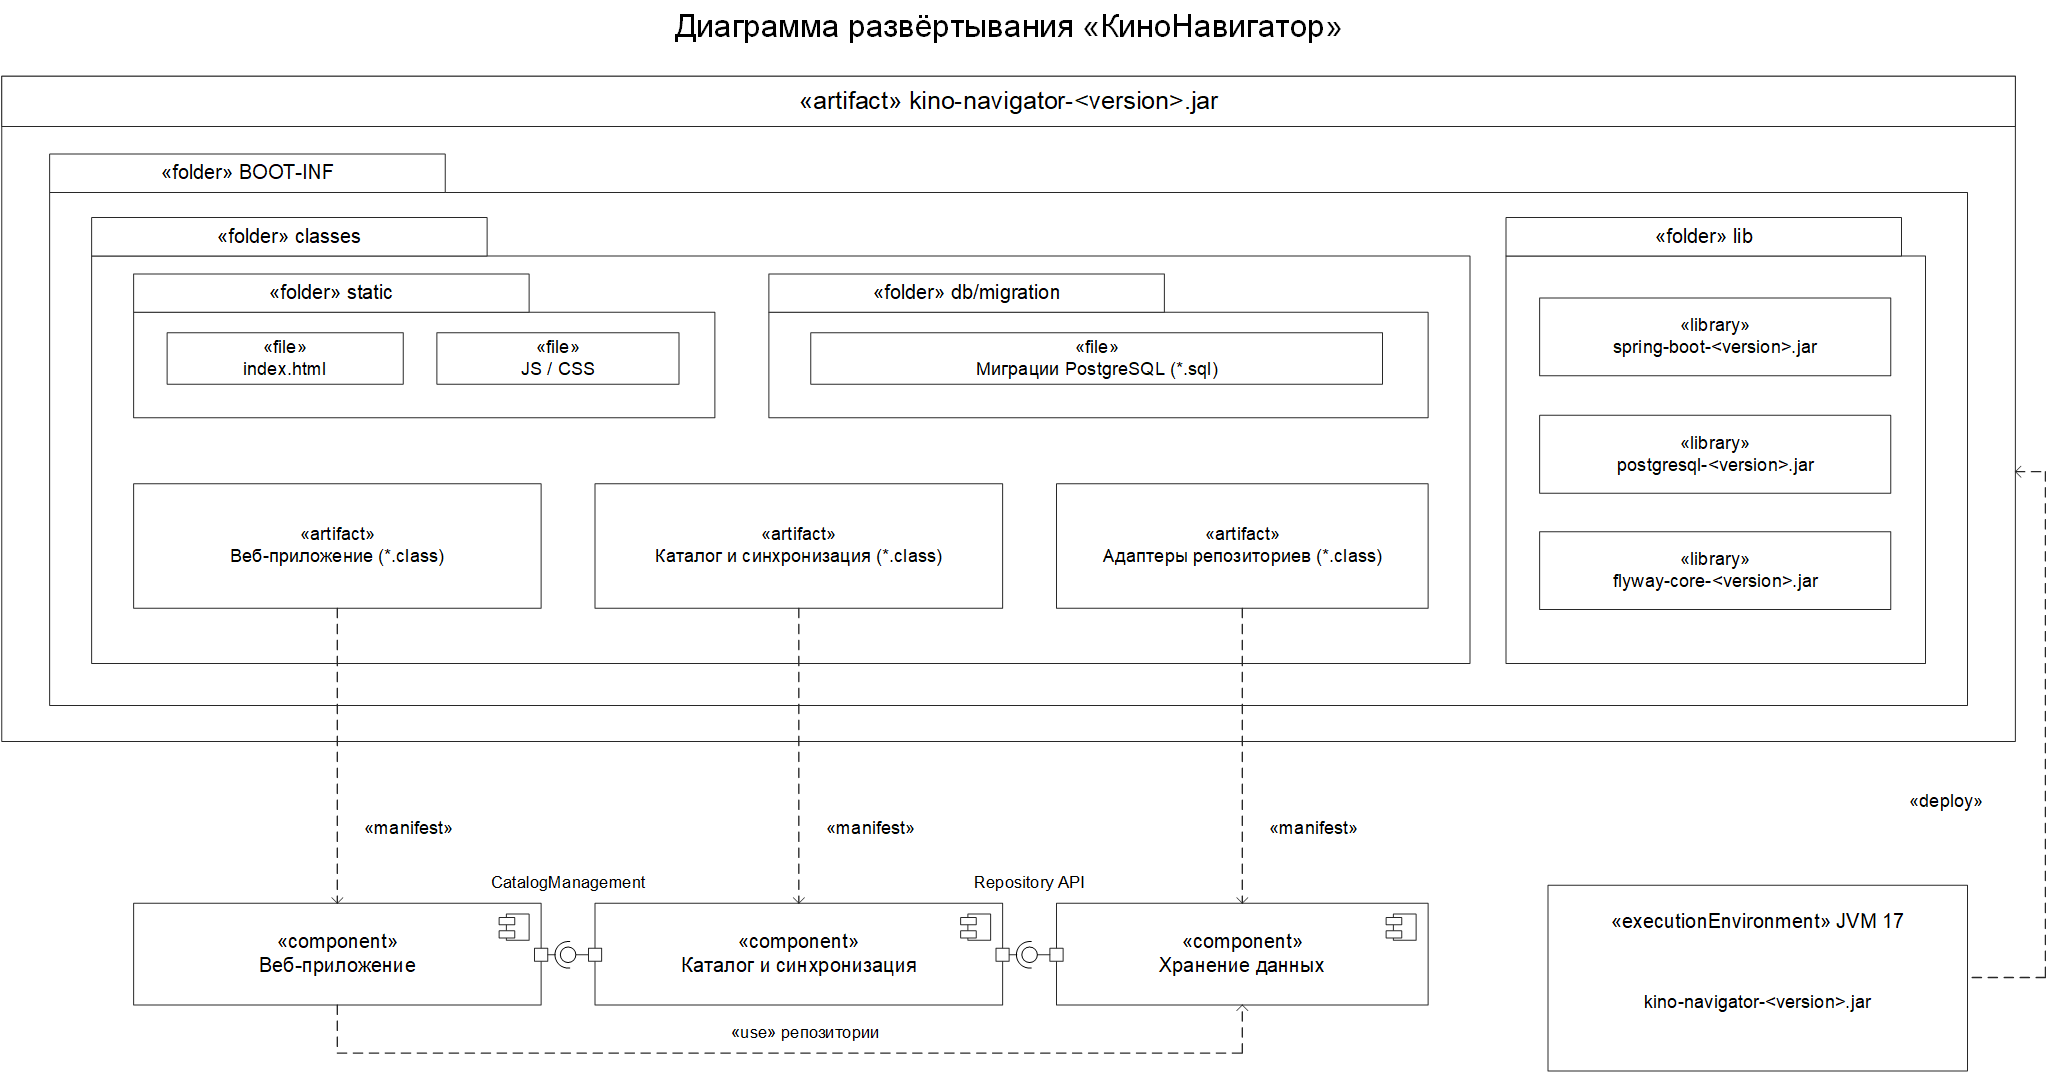 Диаграмма развёртывания «КиноНавигатор»
«artifact» kino-navigator-<version>.jar
«folder» BOOT-INF
«folder» classes
«folder» lib
«folder» static
«folder» db/migration
«file»
index.html
«file»
JS / CSS
«file»
Миграции PostgreSQL (*.sql)
«library»
spring-boot-<version>.jar
«library»
postgresql-<version>.jar
«library»
flyway-core-<version>.jar
«artifact»
Веб-приложение (*.class)
«artifact»
Каталог и синхронизация (*.class)
«artifact»
Адаптеры репозиториев (*.class)
«manifest»
«manifest»
«manifest»
«deploy»
CatalogManagement
Repository API
«component»
Веб-приложение
«component»
Каталог и синхронизация
«component»
Хранение данных
«use» репозитории
«executionEnvironment» JVM 17
kino-navigator-<version>.jar